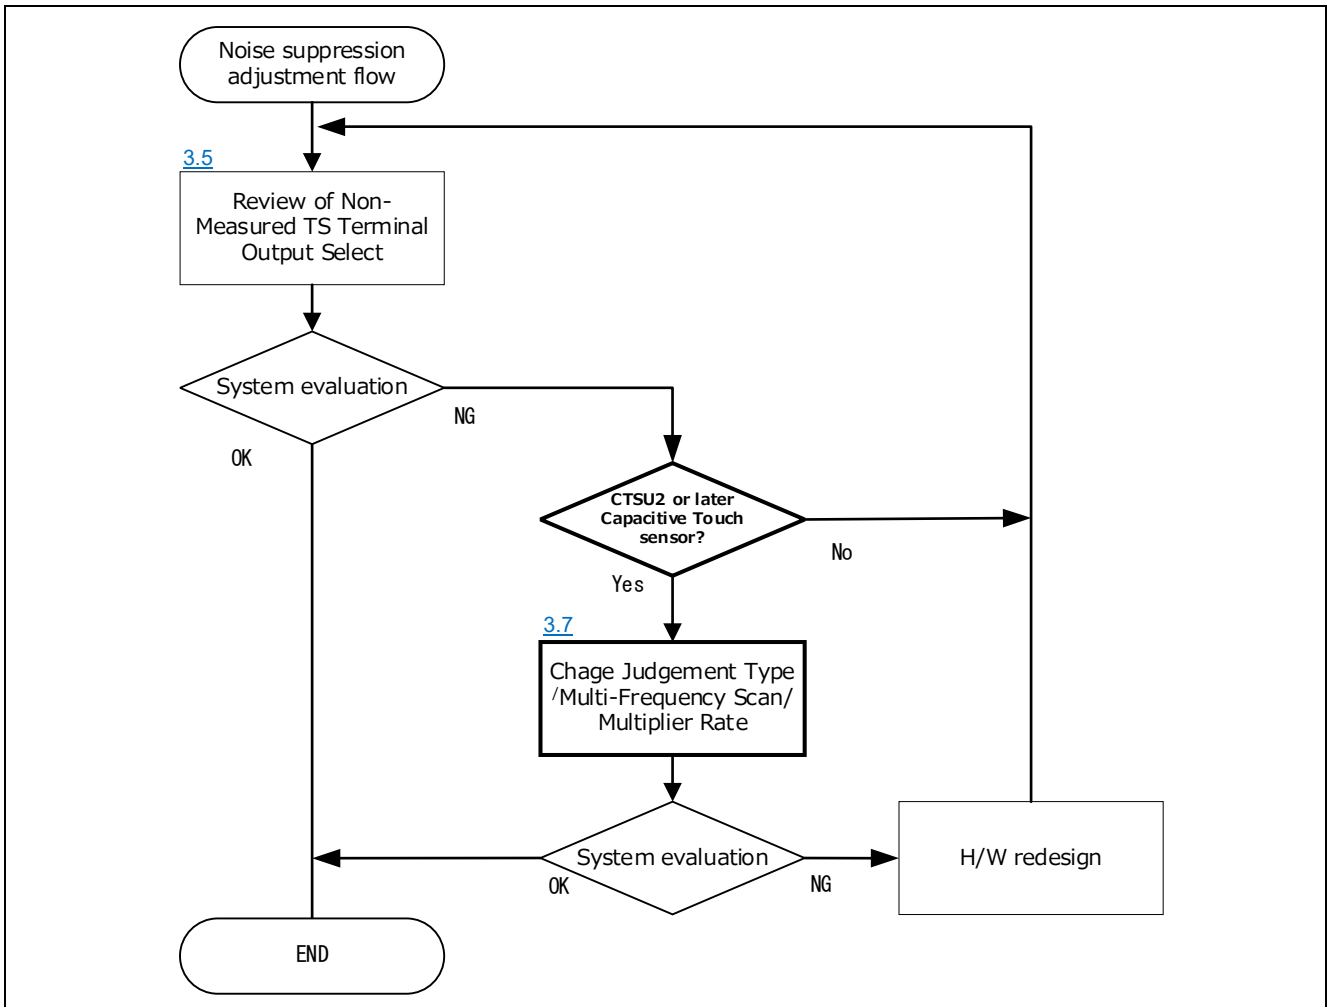 Noise suppression
adjustment flow
3.5
Review of Non-
Measured TS Terminal
Output Select
System evaluation
NG
OK
CTSU2 or later
Capacitive Touch
sensor?
No
Yes
3.7
Chage Judgement Type
/Multi-Frequency Scan/
Multiplier Rate
System evaluation
OK
NG
H/W redesign
END